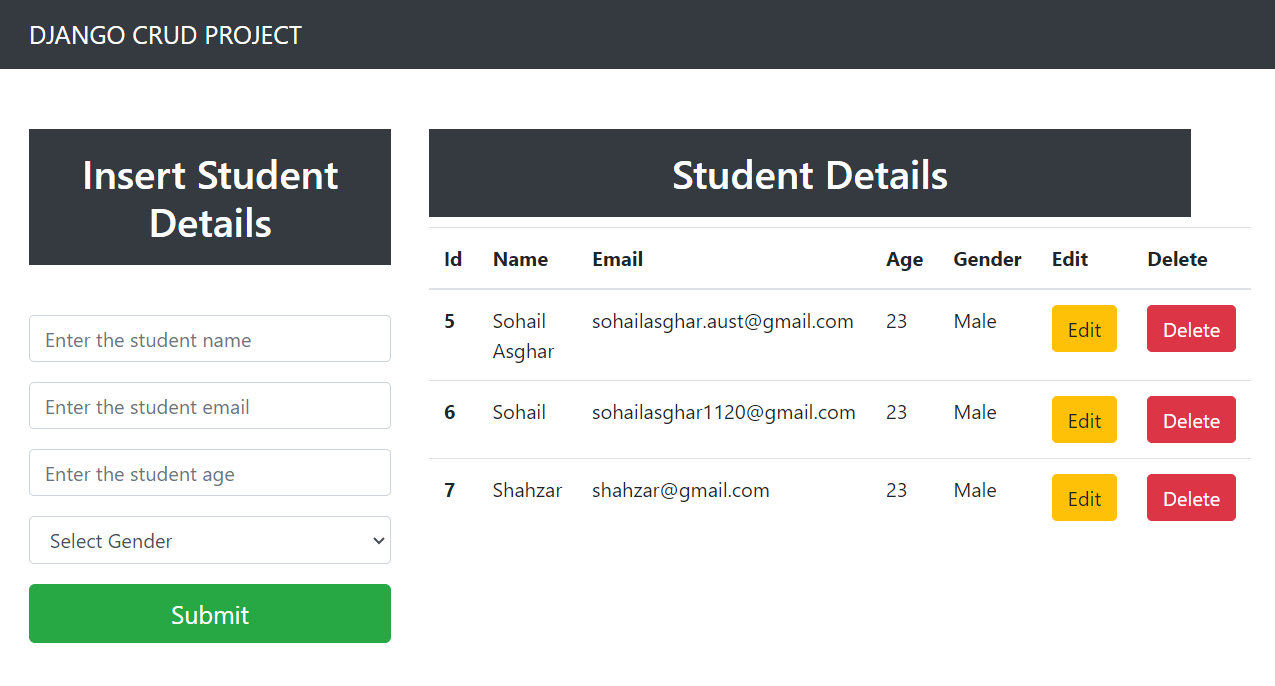 DJANGO CRUD PROJECT
Insert Student
Details
Enter the student name
Enter the student email
Enter the student age
Select Gender
Submit
Student Details
Id Name Email Age Gender Edit Delete
5 Sohail sohailasghar.aust@gmail.com 23 Male Edit Delete
Asghar
6 Sohail sohailasghar1120@gmail.com 23 Male Edit Delete
7 Shahzar shahzar@gmail.com 23 Male Edit Delete